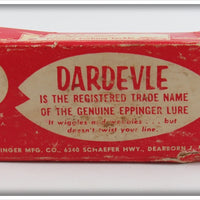 DARDEVLE
IS THE REGISTERED TRADE NAME
OF THE GENUINE EPPINGER LURE
It wiggles and wobbles . . . but
doesn't twist your line.
INGER MFG. CO., 6340 SCHAEFER HWY., DEARBORN